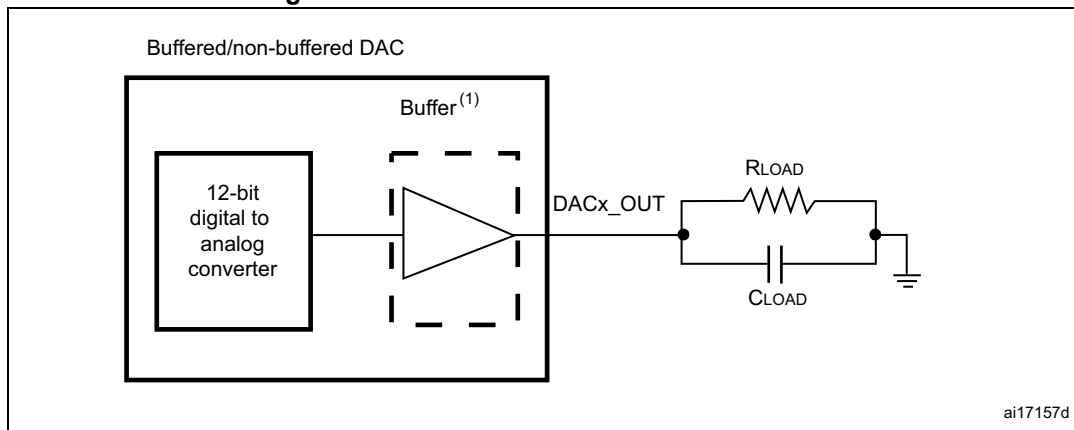 Buffered/non-buffered DAC
Buffer (1)
12-bit
digital to
analog
converter
DACx_OUT
RLOAD
CLOAD
ai17157d